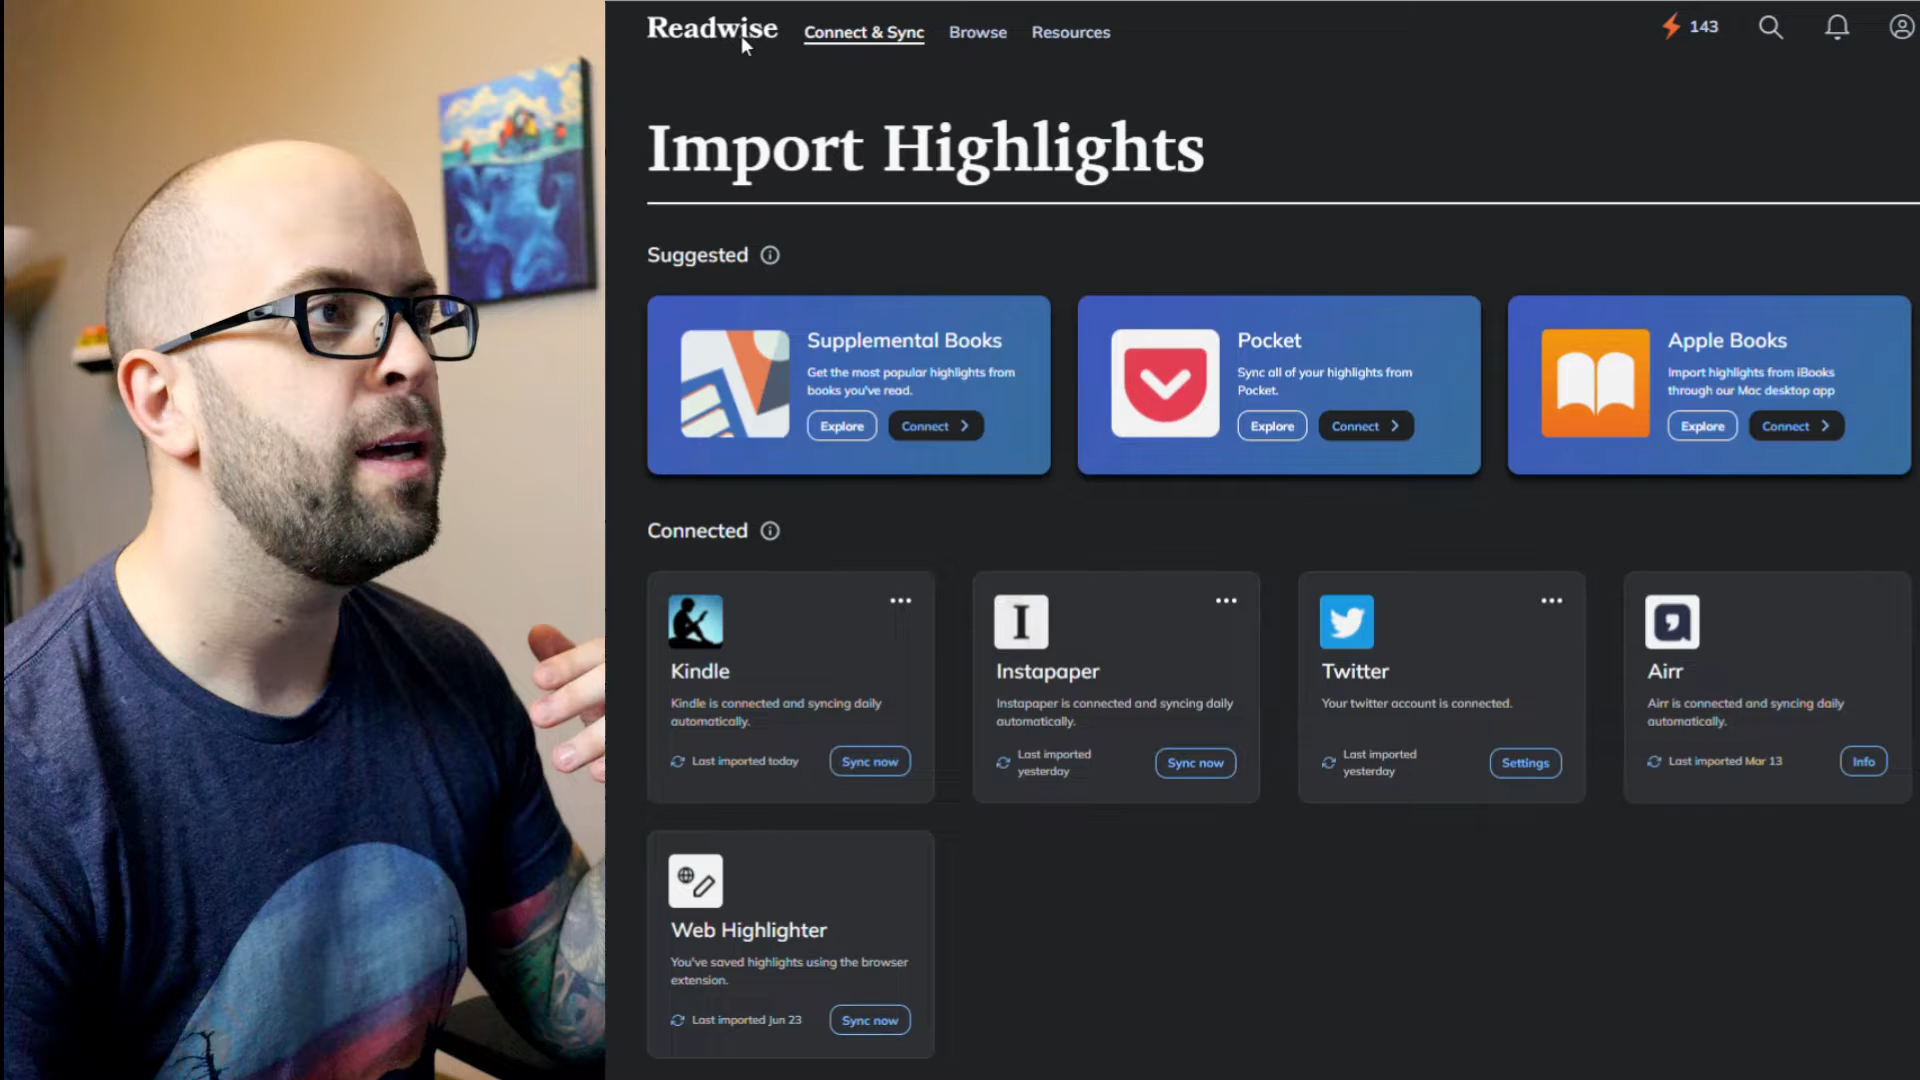 Readwise
Connect & Sync
Browse
Resources
143
Import Highlights
Suggested
Supplemental Books
Get the most popular highlights from
books you've read.
Explore
Connect
Pocket
Sync all of your highlights from
Pocket.
Explore
Connect
Apple Books
Import highlights from iBooks
through our Mac desktop app
Explore
Connect
Connected
Kindle
Kindle is connected and syncing daily
automatically.
Last imported today
Sync now
I
Instapaper
Instapaper is connected and syncing daily
automatically.
Last imported
yesterday
Sync now
Twitter
Your twitter account is connected.
Last imported
yesterday
Settings
Airr
Airr is connected and syncing daily
automatically.
Last imported Mar 13
Info
Web Highlighter
You've saved highlights using the browser
extension.
Last imported Jun 23
Sync now